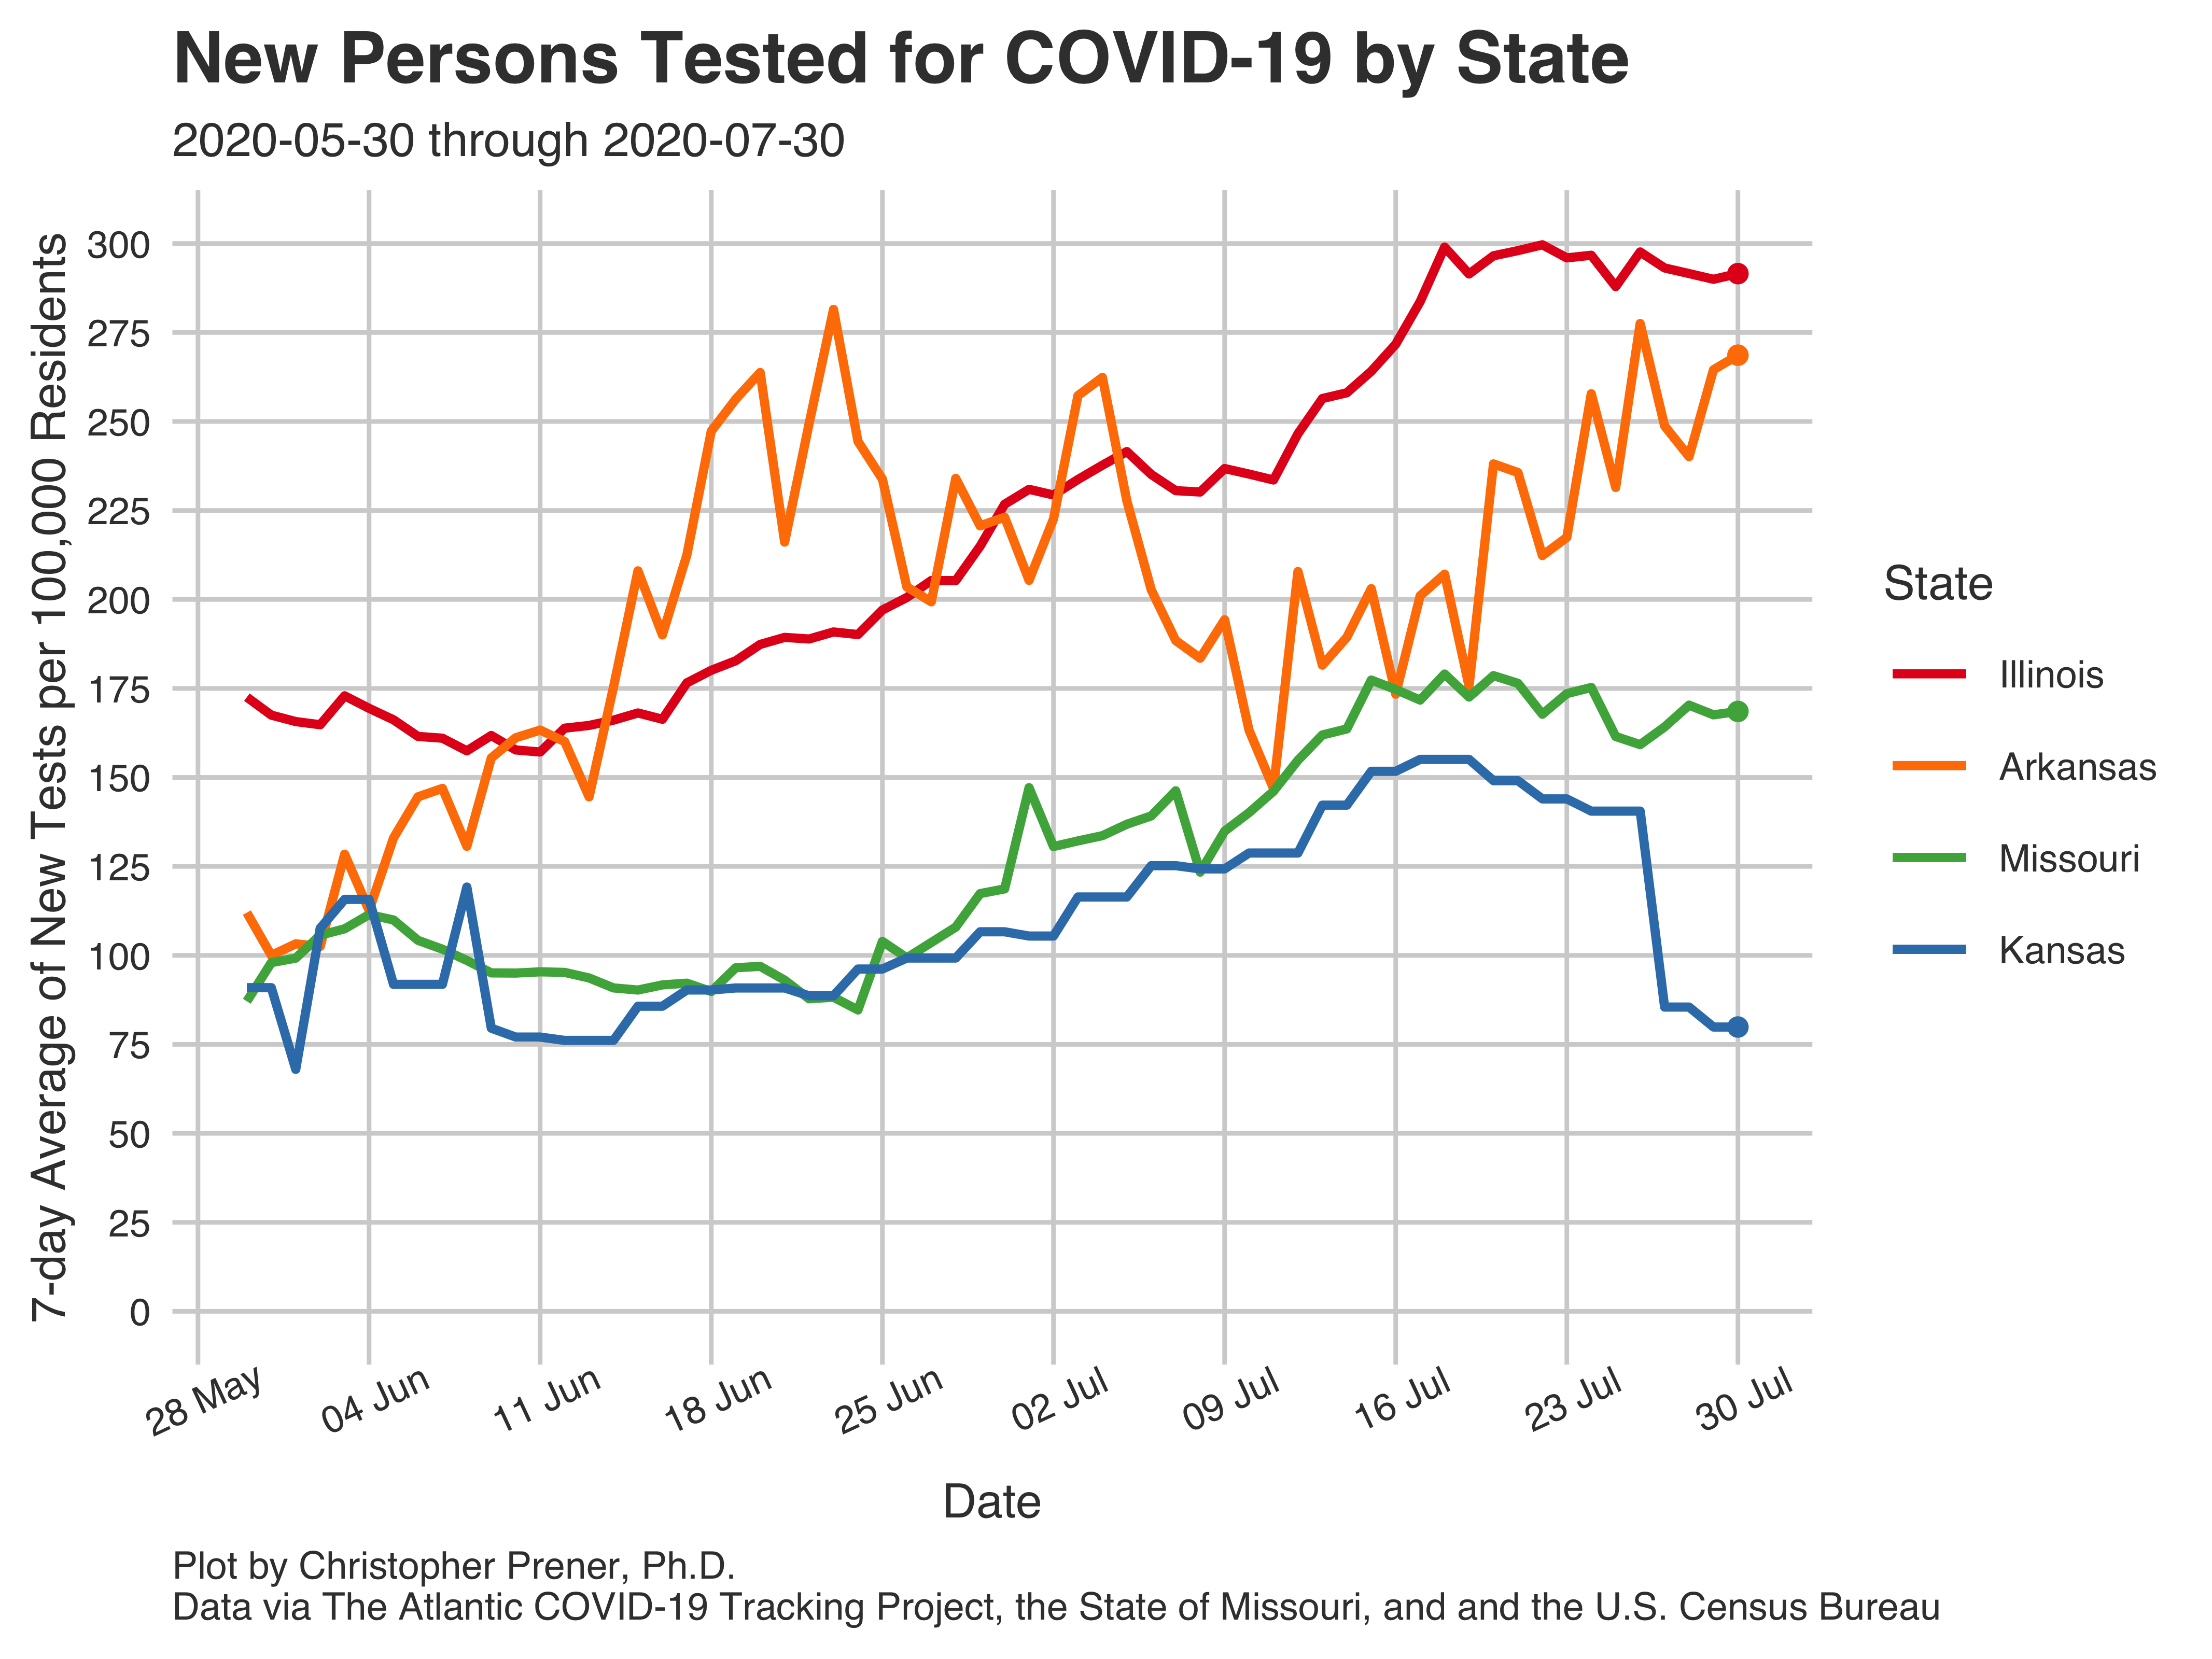 New Persons Tested for COVID-19 by State
2020-05-30 through 2020-07-30
7-day Average of New Tests per 100,000 Residents
300
275
250
225
200
175
150
125
100
75
50
25
0
28 May
04 Jun
11 Jun
18 Jun
25 Jun
02 Jul
09 Jul
16 Jul
23 Jul
30 Jul
Date
State
Illinois
Arkansas
Missouri
Kansas
Plot by Christopher Prener, Ph.D.
Data via The Atlantic COVID-19 Tracking Project, the State of Missouri, and and the U.S. Census Bureau